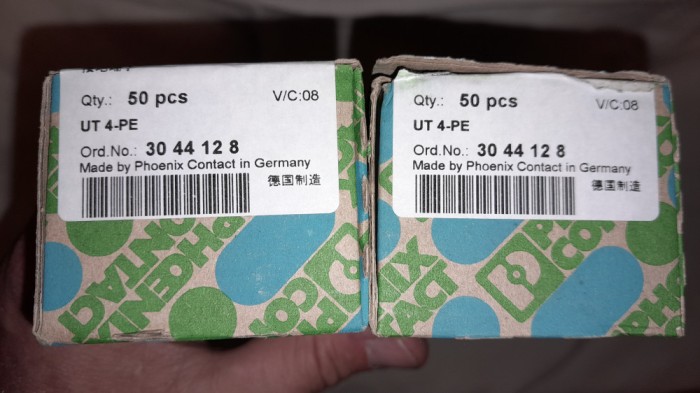 Qty.: 50 pcs V/C:08
UT 4-PE
Ord.No.: 30 44 12 8
Made by Phoenix Contact in Germany
德国制造
PHOENIX
CONTACT
Qty.: 50 pcs V/C:08
UT 4-PE
Ord.No.: 30 44 12 8
Made by Phoenix Contact in Germany
德国制造